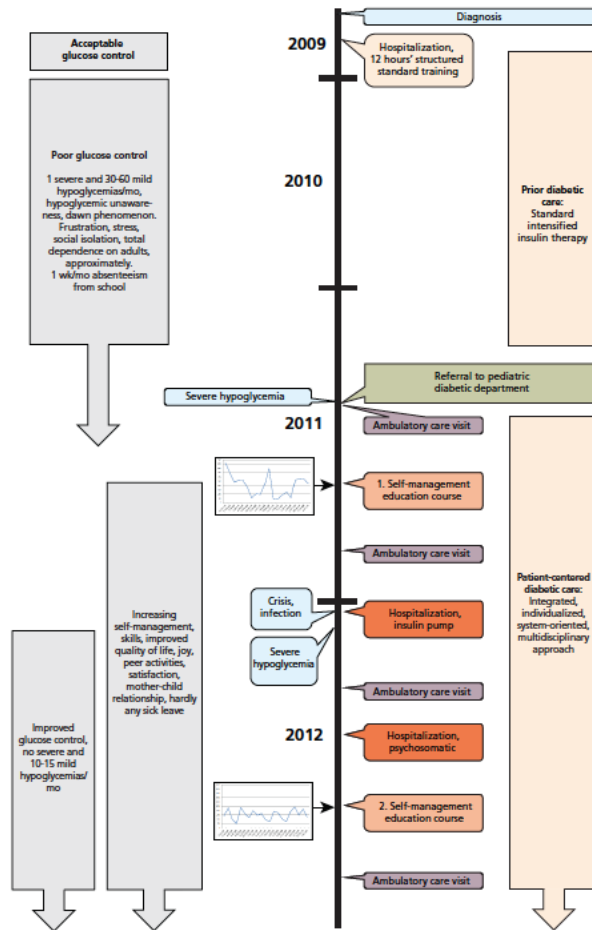 Diagnosis
2009
Acceptable
glucose control
Hospitalization,
12 hours' structured
standard training
Poor glucose control
1 severe and 30-60 mild
hypoglycemias/mo,
hypoglycemic unaware-
ness, dawn phenomenon.
Frustration, stress,
social isolation, total
dependence on adults,
approximately.
1 wk/mo absenteeism
from school
2010
Prior diabetic
care:
Standard
intensified
insulin therapy
Referral to pediatric
diabetic department
Severe hypoglycemia
2011
Ambulatory care visit
1. Self-management
education course
Ambulatory care visit
Crisis,
infection
Hospitalization,
insulin pump
Severe
hypoglycemia
Patient-centered
diabetic care:
Integrated,
individualized,
system-oriented,
multidisciplinary
approach
Increasing
self-management,
skills, improved
quality of life, joy,
peer activities,
satisfaction,
mother-child
relationship, hardly
any sick leave
Ambulatory care visit
2012
Hospitalization,
psychosomatic
Improved
glucose control,
no severe and
10-15 mild
hypoglycemias/
mo
2. Self-management
education course
Ambulatory care visit